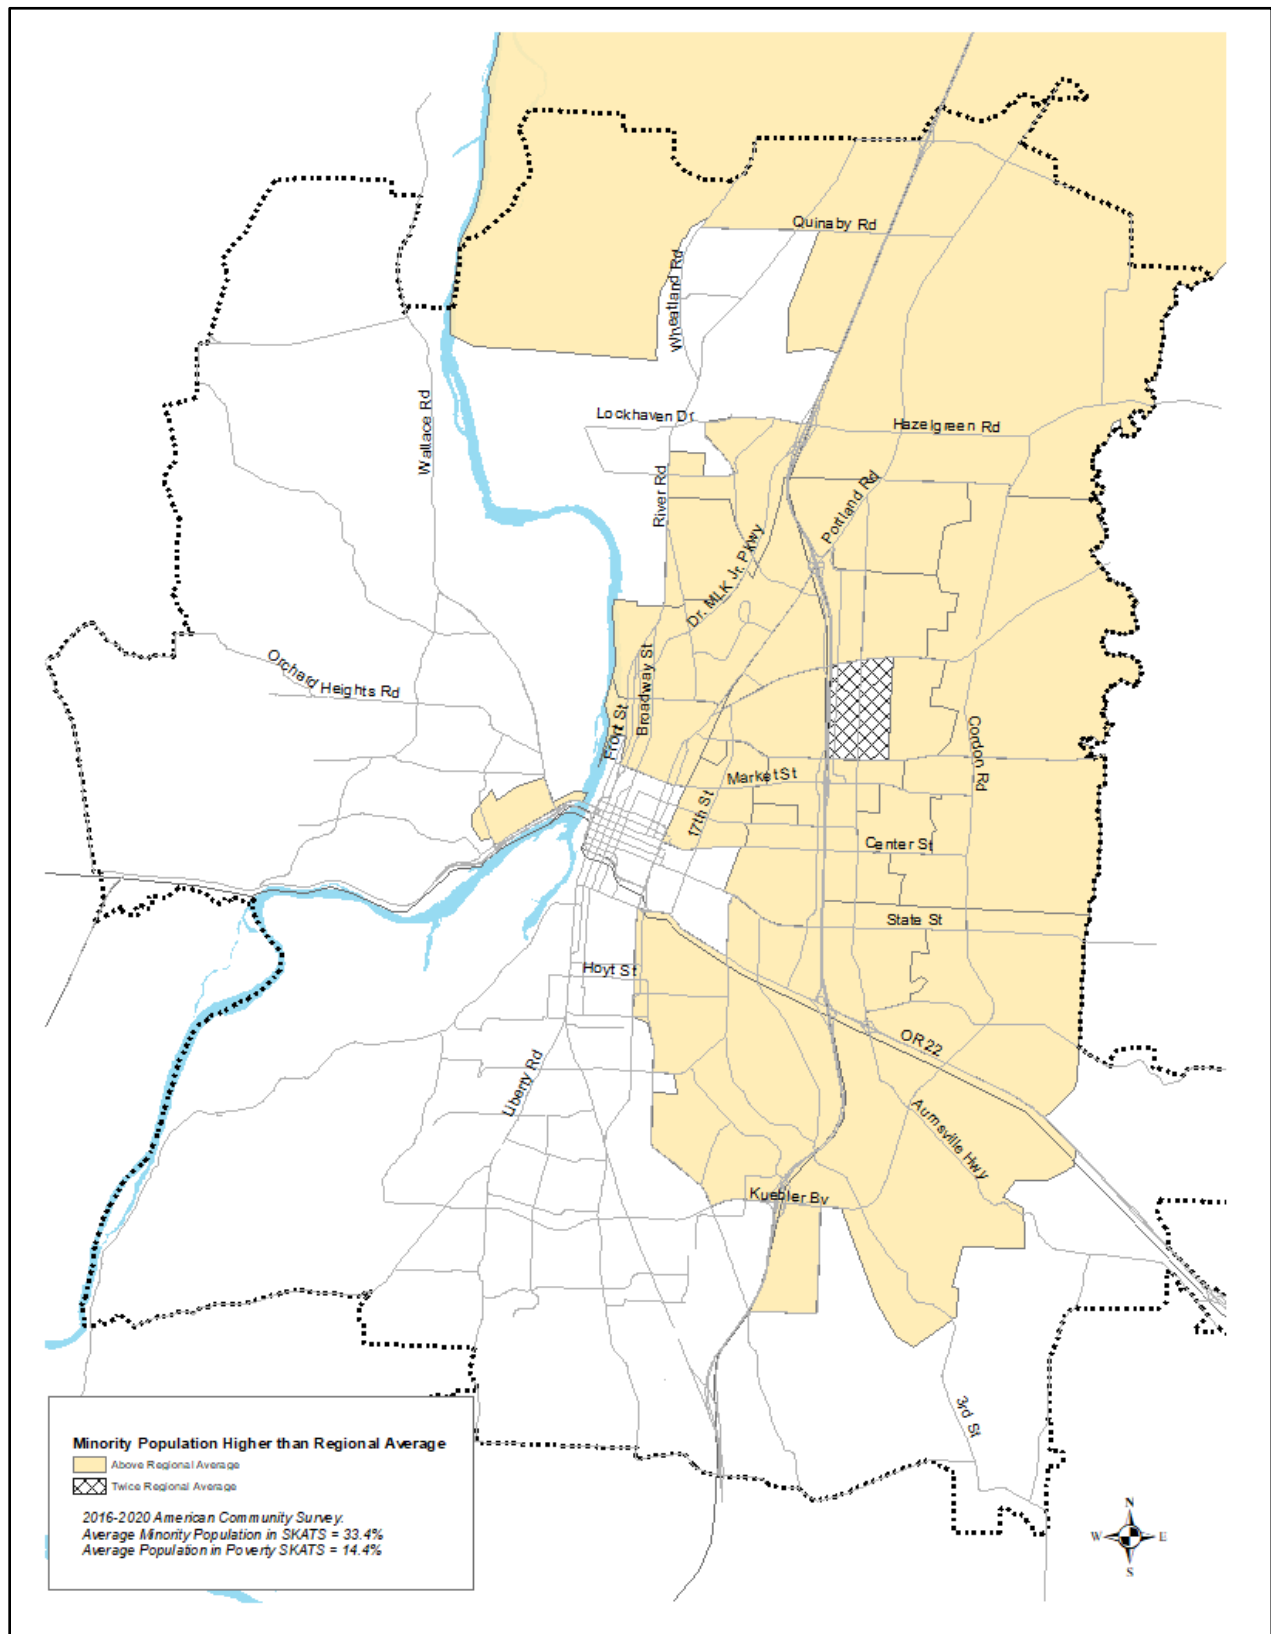 Quinaby Rd
Wheatland Rd
Wallace Rd
Lockhaven Dr
Hazelgreen Rd
River Rd
Portland Rd
Dr. MLK Jr. Pkwy
Orchard Heights Rd
Broadway St
Front St
Cordon Rd
Market St
17th St
Center St
State St
Hoyt St
OR 22
Liberty Rd
Aumsville Hwy
Kuebler Bv
3rd St
Minority Population Higher than Regional Average
Above Regional Average
Twice Regional Average
2016-2020 American Community Survey.
Average Minority Population in SKATS = 33.4%
Average Population in Poverty SKATS = 14.4%
N
W
E
S